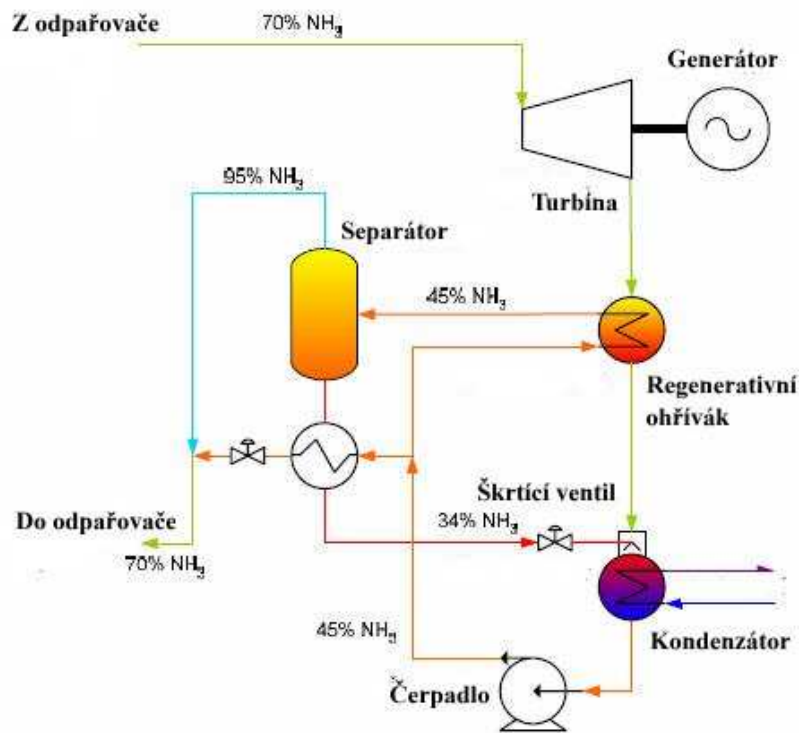 Z odpařovače
70% NH3
Generátor
Turbína
95% NH3
Separátor
45% NH3
Regenerativní
ohřívák
Škrtící ventil
34% NH3
Do odpařovače
70% NH3
45% NH3
Kondenzátor
Čerpadlo